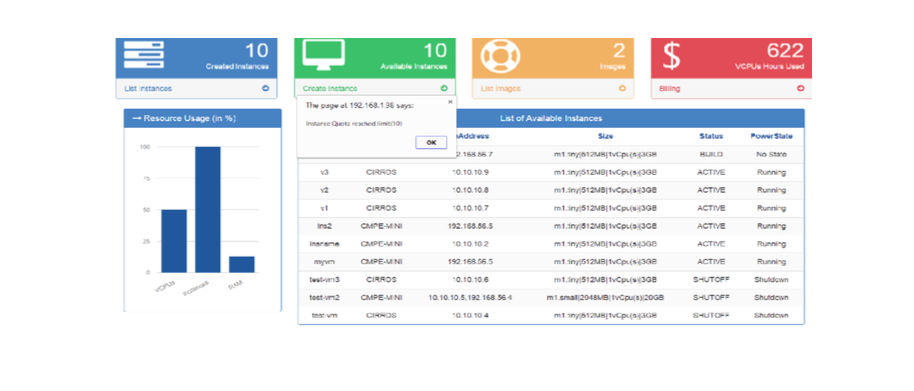 10
Created Instances
List Instances
10
Available Instances
Create Instance
2
Images
List Images
622
VCPUs Hours Used
Billing
The page at 192.168.1.98 says:
Instance Quota reached limit(10)
OK
Resource Usage (in %)
100
75
50
25
0
VCPUs
Instances
RAM
List of Available Instances
Address Size Status PowerState
2.168.56.7 m1.tiny|512MB|1vCpu(s)|3GB BUILD No State
v3 CIRROS 10.10.10.9 m1.tiny|512MB|1vCpu(s)|3GB ACTIVE Running
v2 CIRROS 10.10.10.8 m1.tiny|512MB|1vCpu(s)|3GB ACTIVE Running
v1 CIRROS 10.10.10.7 m1.tiny|512MB|1vCpu(s)|3GB ACTIVE Running
ins2 CMPE-MINI m1.tiny|512MB|1vCpu(s)|3GB ACTIVE Running
insname CMPE-MINI 10.10.10.2 m1.tiny|512MB|1vCpu(s)|3GB ACTIVE Running
myvm CMPE-MINI 192.168.56.5 m1.tiny|512MB|1vCpu(s)|3GB ACTIVE Running
test-vm3 CIRROS 10.10.10.6 m1.tiny|512MB|1vCpu(s)|3GB SHUTOFF Shutdown
test-vm2 CMPE-MINI 10.10.10.5,192.168.56.4 m1.small|2048MB|1vCpu(s)|20GB SHUTOFF Shutdown
test-vm CIRROS 10.10.10.4 m1.tiny|512MB|1vCpu(s)|3GB SHUTOFF Shutdown